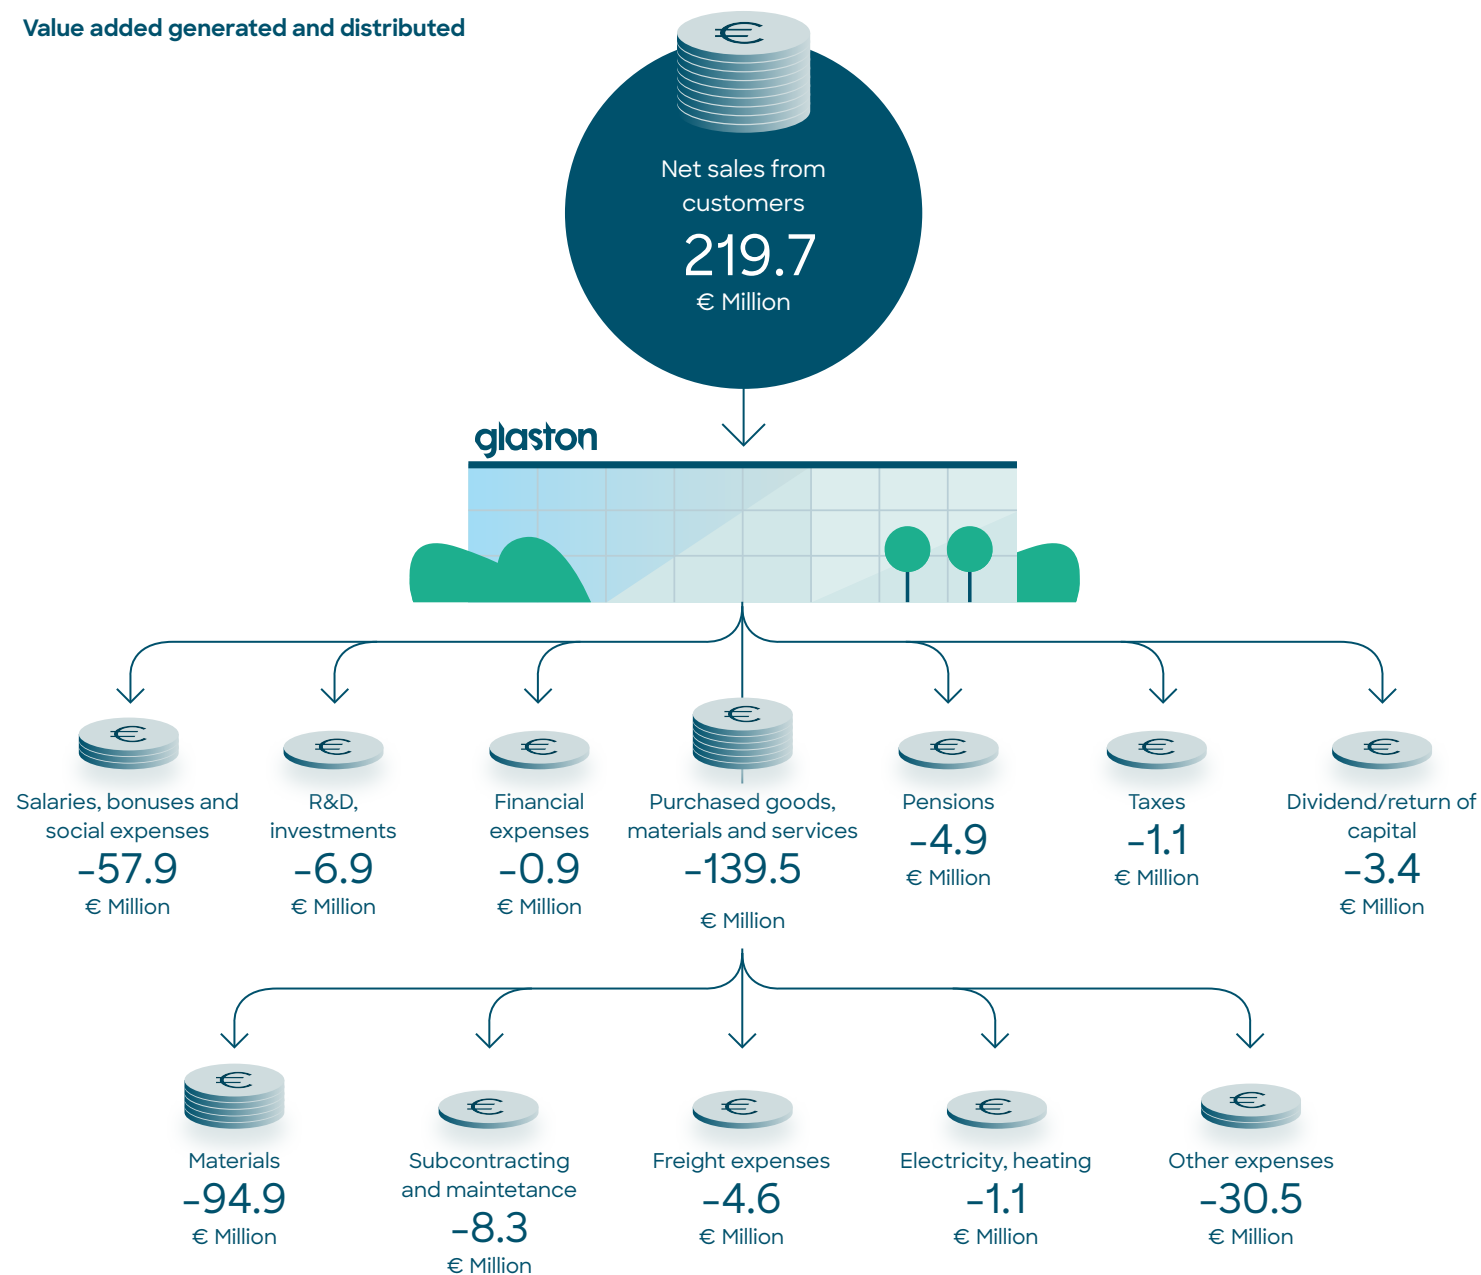 Value added generated and distributed
€
Net sales from
customers
219.7
€ Million
glaston
€
Salaries, bonuses and
social expenses
–57.9
€ Million
€
R&D,
investments
–6.9
€ Million
€
Financial
expenses
–0.9
€ Million
€
Purchased goods,
materials and services
–139.5
€ Million
€
Pensions
–4.9
€ Million
€
Taxes
–1.1
€ Million
€
Dividend/return of
capital
–3.4
€ Million
€
Materials
–94.9
€ Million
€
Subcontracting
and maintetance
–8.3
€ Million
€
Freight expenses
–4.6
€ Million
€
Electricity, heating
–1.1
€ Million
€
Other expenses
–30.5
€ Million